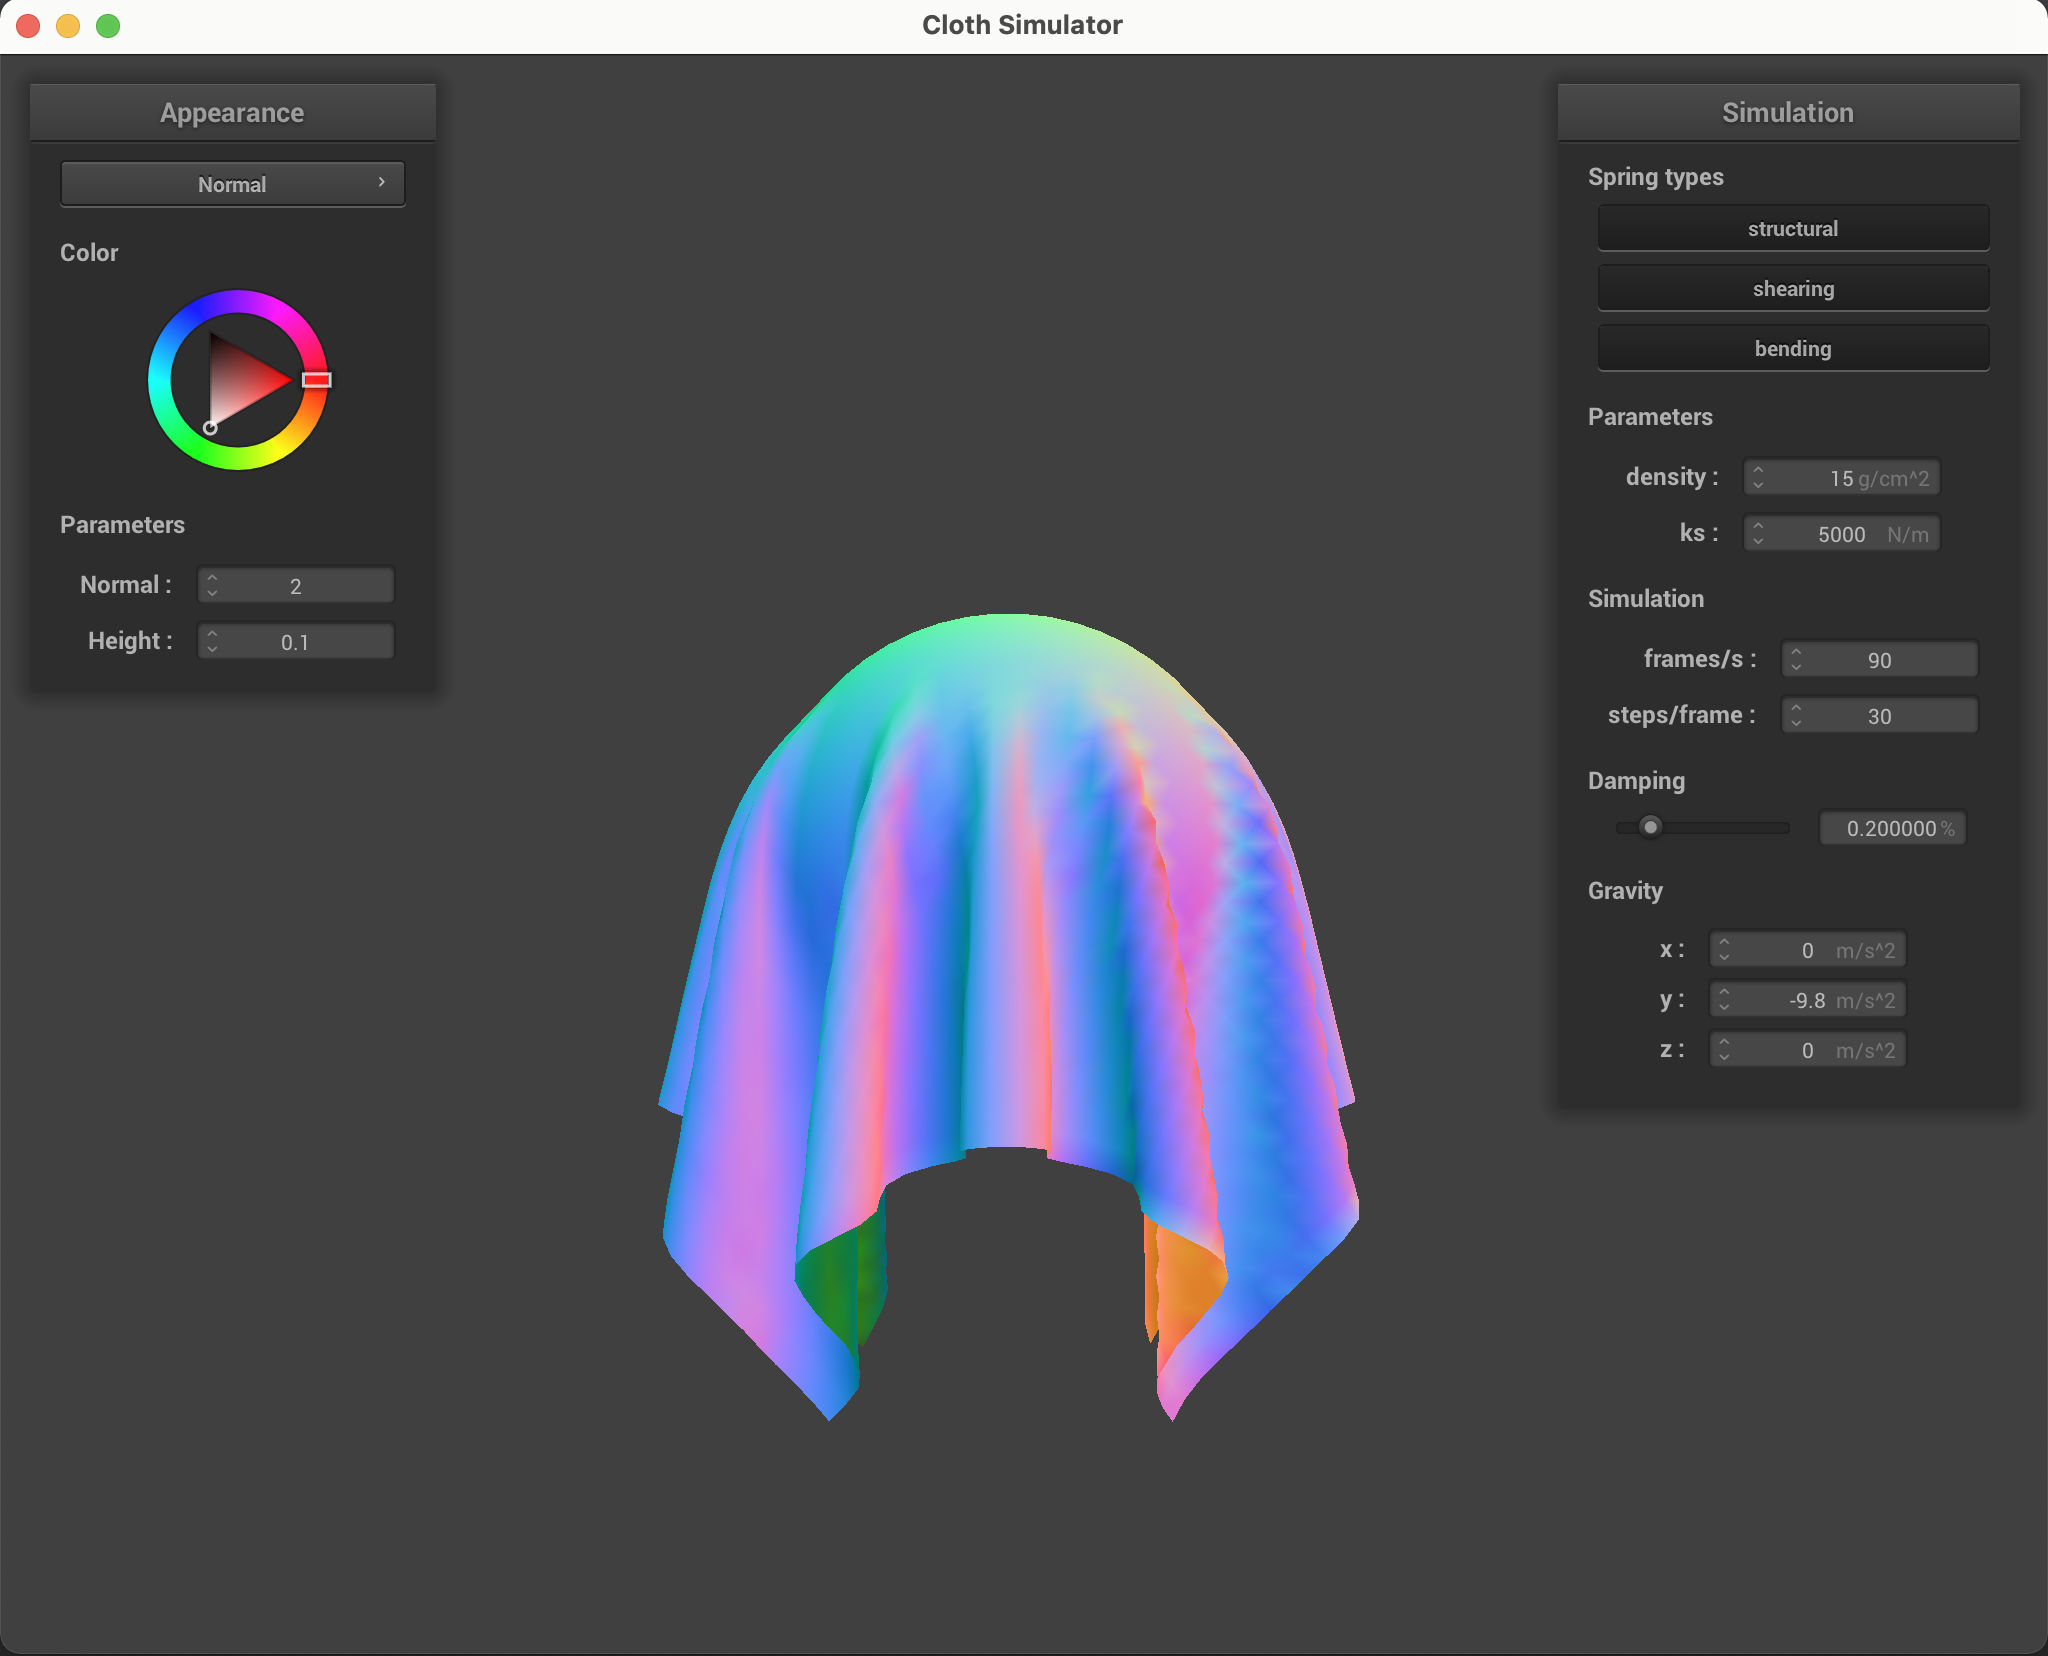 Cloth Simulator
Appearance
Normal
Color
Parameters
Normal : 2
Height : 0.1
Simulation
Spring types
structural
shearing
bending
Parameters
density : 15 g/cm^2
ks : 5000 N/m
Simulation
frames/s : 90
steps/frame : 30
Damping
0.200000 %
Gravity
x : 0 m/s^2
y : -9.8 m/s^2
z : 0 m/s^2